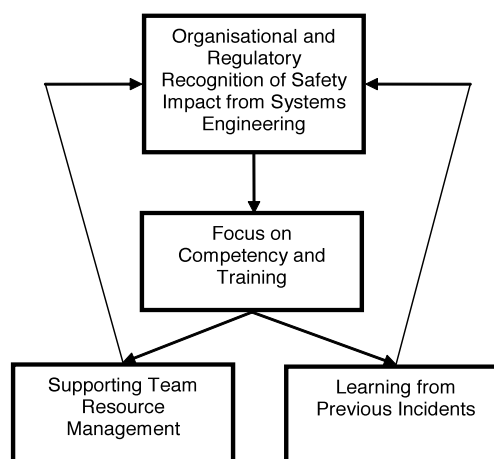 Organisational and
Regulatory
Recognition of Safety
Impact from Systems
Engineering
Focus on
Competency and
Training
Supporting Team
Resource
Management
Learning from
Previous Incidents